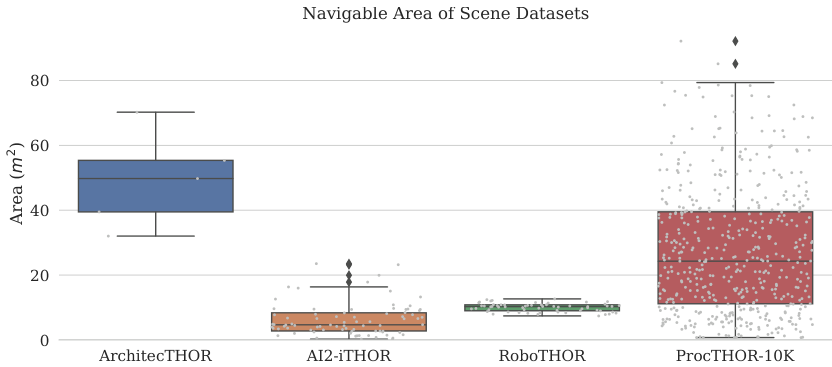 Navigable Area of Scene Datasets
Area (m²)
80
60
40
20
0
ArchitecTHOR
AI2-iTHOR
RoboTHOR
ProcTHOR-10K